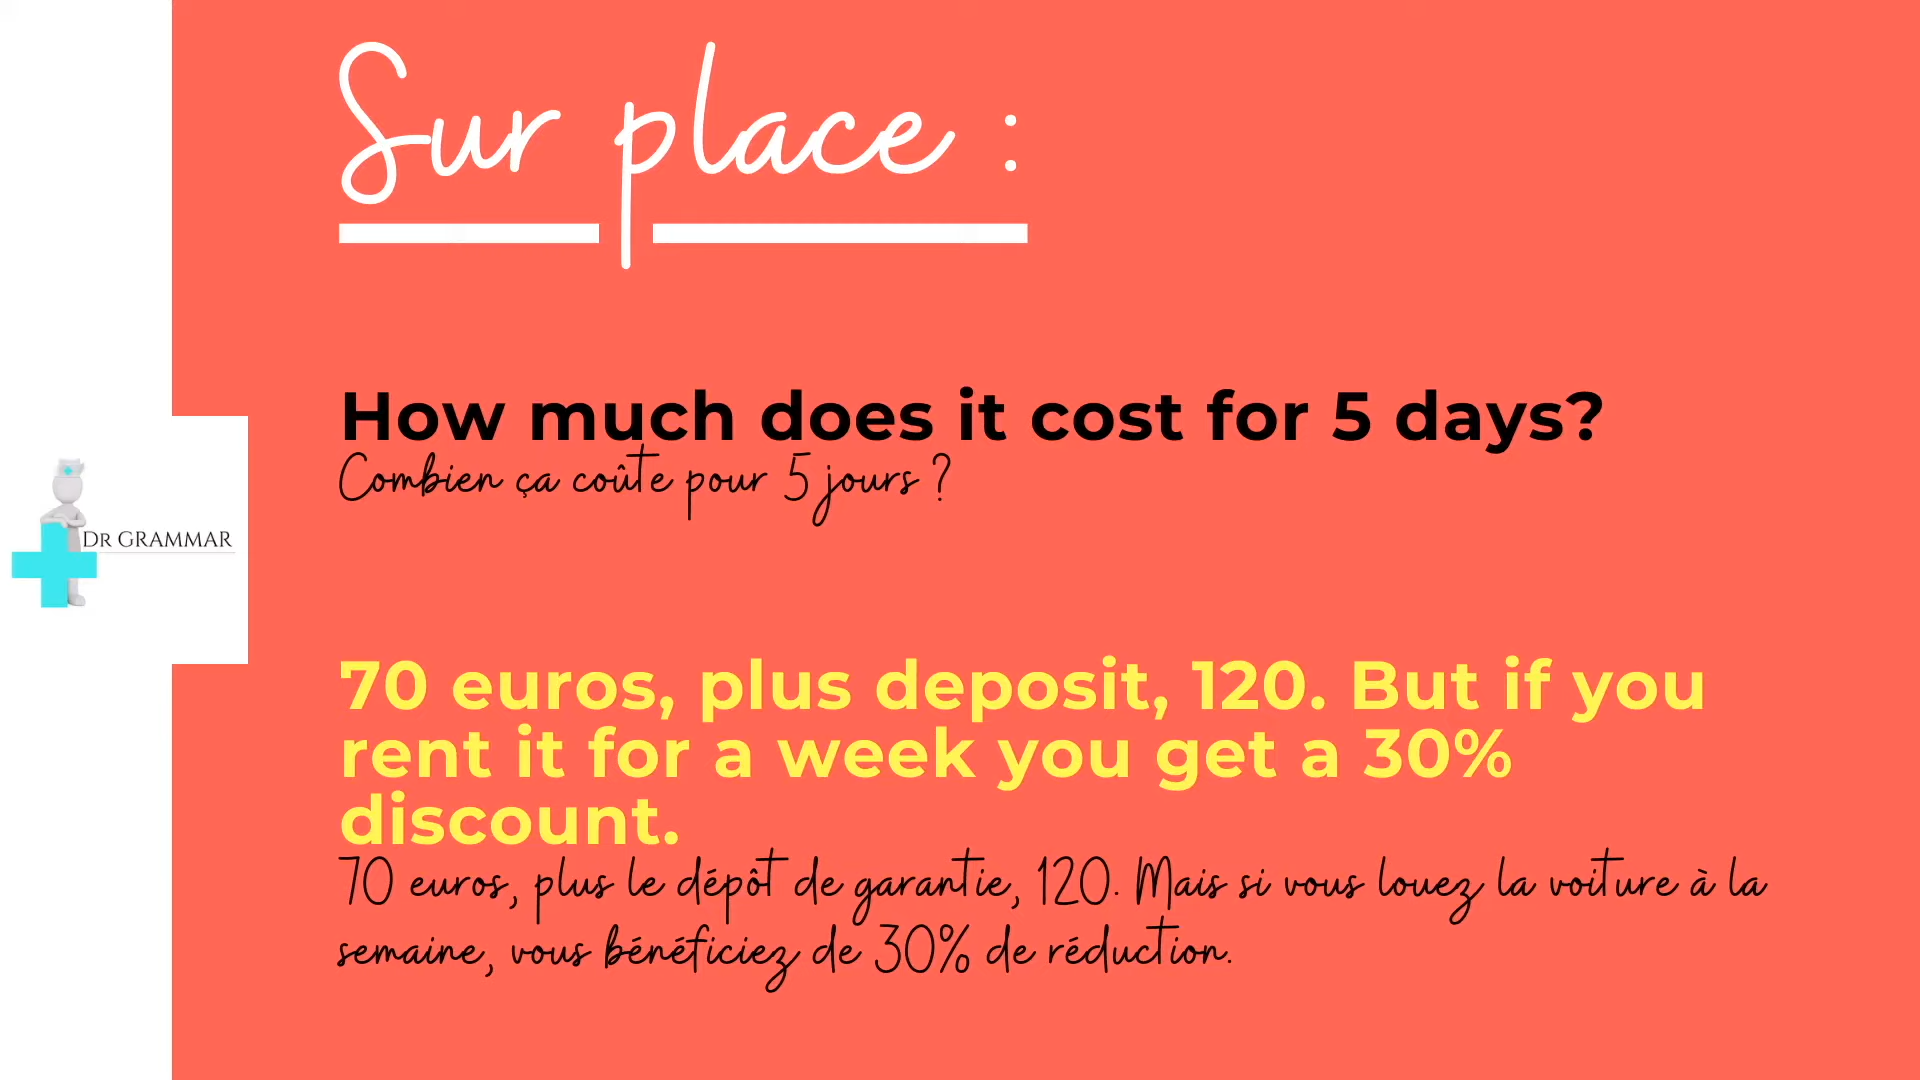 Sur place :
How much does it cost for 5 days?
Combien ça coûte pour 5 jours ?
Dr Grammar
70 euros, plus deposit, 120. But if you
rent it for a week you get a 30%
discount.
70 euros, plus le dépôt de garantie, 120. Mais si vous louez la voiture à la
semaine, vous bénéficiez de 30% de réduction.